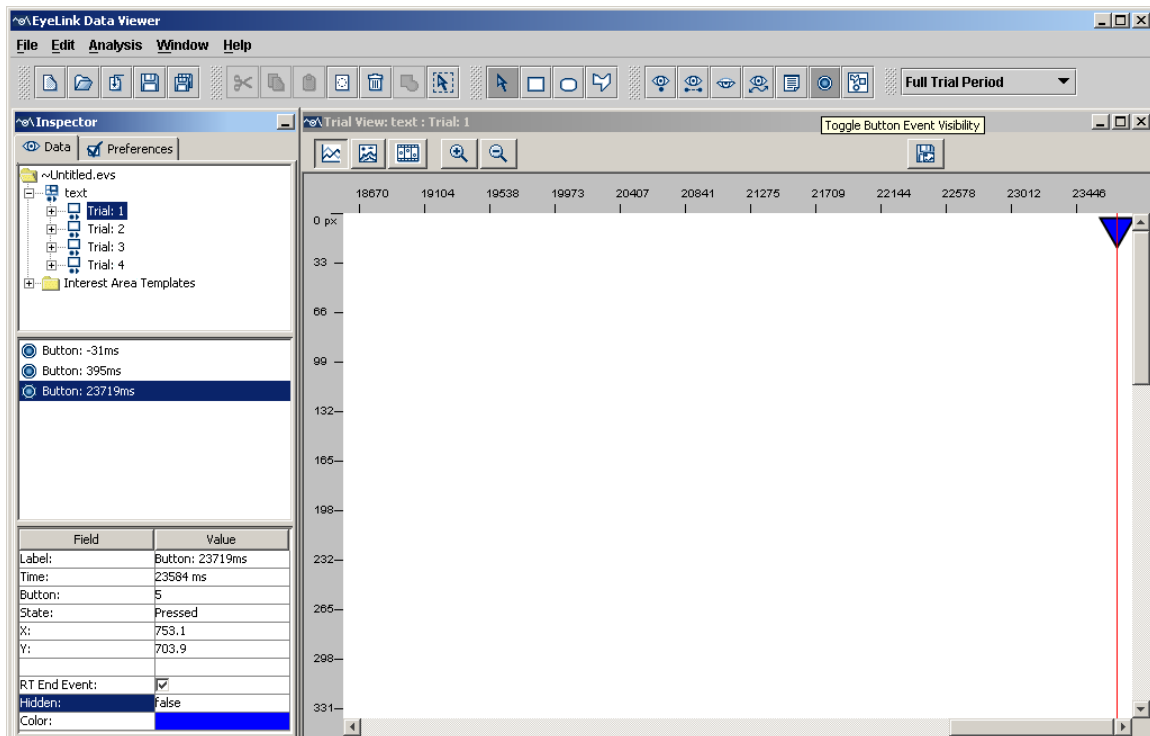 EyeLink Data Viewer
File Edit Analysis Window Help
Full Trial Period
Inspector
Data Preferences
~Untitled.evs
text
Trial: 1
Trial: 2
Trial: 3
Trial: 4
Interest Area Templates
Button: -31ms
Button: 395ms
Button: 23719ms
Field Value
Label: Button: 23719ms
Time: 23584 ms
Button: 5
State: Pressed
X: 753.1
Y: 703.9
RT End Event:
Hidden: false
Color:
Trial View: text : Trial: 1
Toggle Button Event Visibility
18670 19104 19538 19973 20407 20841 21275 21709 22144 22578 23012 23446
0 px
33
66
99
132
165
198
232
265
298
331